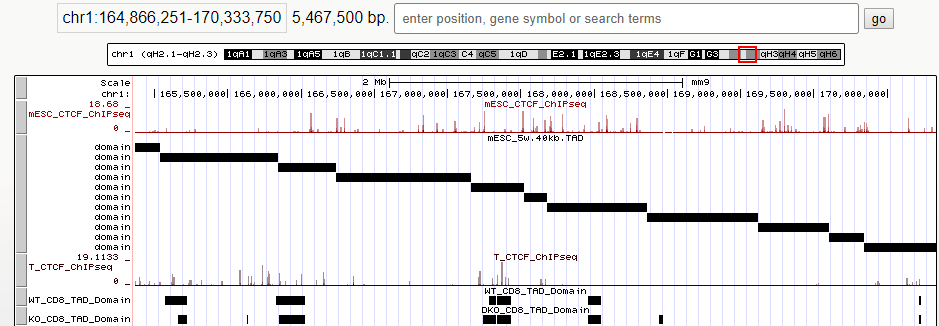 chr1:164,866,251-170,333,750 5,467,500 bp. enter position, gene symbol or search terms go
chr1 (qH2.1-qH2.3) 1qA1 1qA3 1qA5 1qB 1qC1.1 qC2 1qC3 C4 qC5 1qD E2.1 1qE2.3 1qE4 1qF G1 G3 qH3 qH4 qH5 qH6
Scale 2 Mb mm9
chr1: 165,500,000 166,000,000 166,500,000 167,000,000 167,500,000 168,000,000 168,500,000 169,000,000 169,500,000 170,000,000
18.68 _ mESC_CTCF_ChIPseq
mESC_CTCF_ChIPseq
0 _
mESC_5w.40kb.TAD
domain
domain
domain
domain
domain
domain
domain
domain
domain
domain
domain
19.1133 _ T_CTCF_ChIPseq
T_CTCF_ChIPseq
0 _
WT_CD8_TAD_Domain
WT_CD8_TAD_Domain
DKO_CD8_TAD_Domain
KO_CD8_TAD_Domain